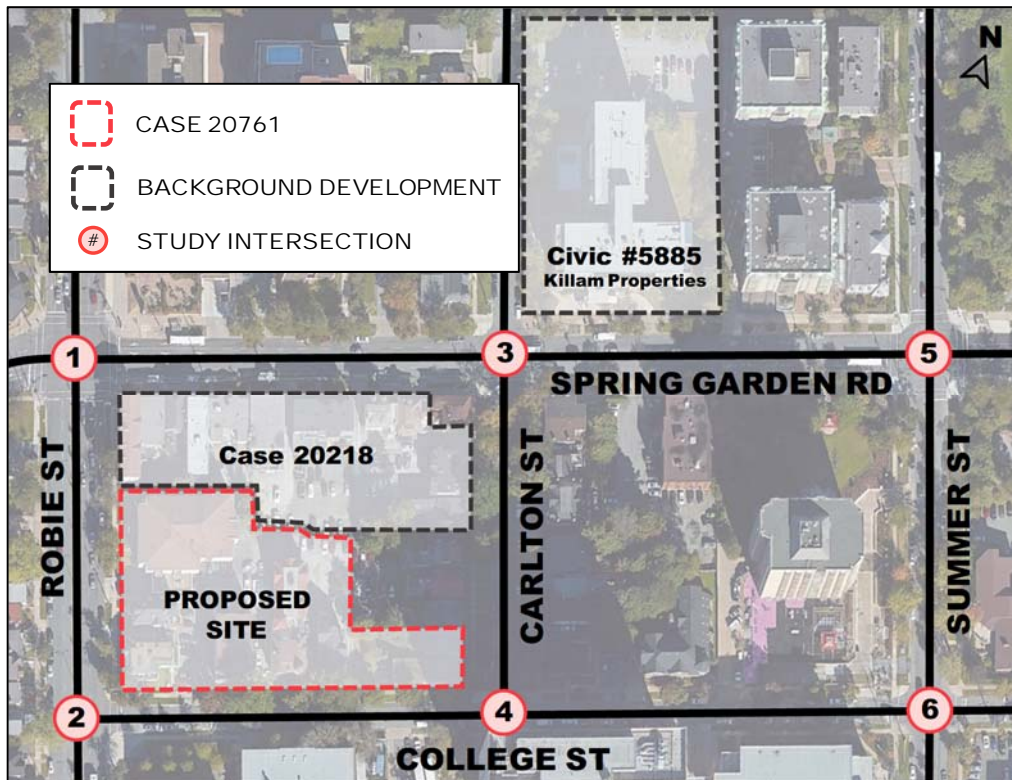 N
CASE 20761
BACKGROUND DEVELOPMENT
# STUDY INTERSECTION
Civic #5885
Killam Properties
1
3
5
SPRING GARDEN RD
Case 20218
ROBIE ST
CARLTON ST
SUMMER ST
PROPOSED
SITE
2
4
6
COLLEGE ST